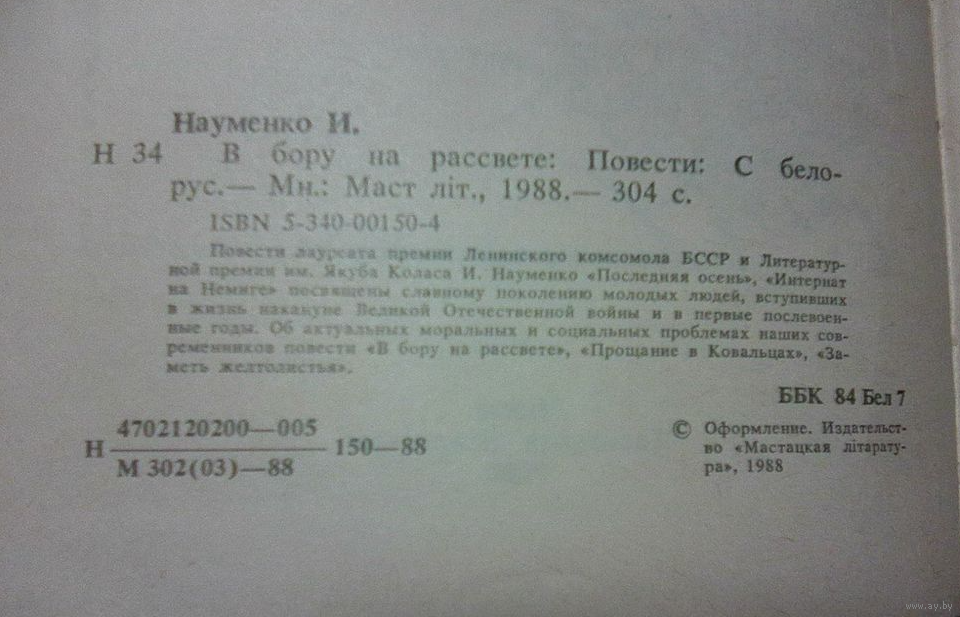 Науменко И.
Н 34 В бору на рассвете: Повести: С бело-
рус.— Мн.: Маст літ., 1988.— 304 с.
ISBN 5-340-00150-4
Повести лауреата премии Ленинского комсомола БССР и Литератур-
ной премии им. Якуба Коласа И. Науменко «Последняя осень», «Интернат
на Немиге» посвящены славному поколению молодых людей, вступивших
в жизнь накануне Великой Отечественной войны и в первые послевоен-
ные годы. Об актуальных моральных и социальных проблемах наших сов-
ременников повести «В бору на рассвете», «Прощание в Ковальцах», «За-
меть желтолистья».
ББК 84 Бел 7
Н 4702120200—005
М 302(03)—88
150—88
© Оформление. Издательст-
во «Мастацкая літарату-
ра», 1988
www.ay.by